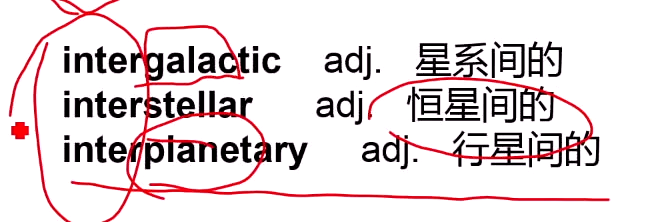 intergalactic adj. 星系间的
interstellar adj. 恒星间的
interplanetary adj. 行星间的